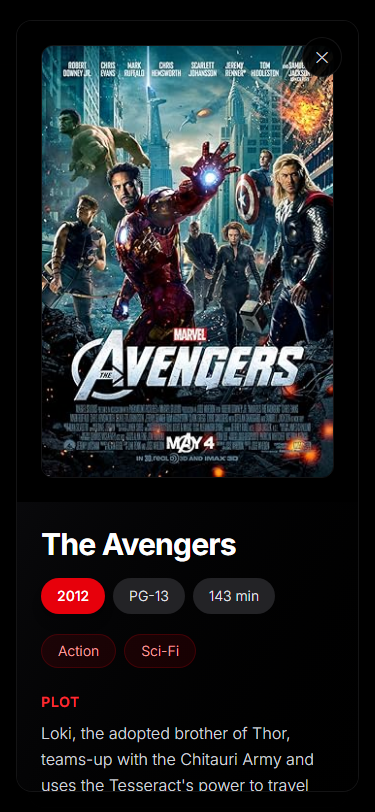 ROBERT DOWNEY JR. CHRIS EVANS MARK RUFFALO CHRIS HEMSWORTH SCARLETT JOHANSSON JEREMY RENNER TOM HIDDLESTON SAMUEL JACKSON
MARVEL
THE AVENGERS
MAY 4
IN REAL D 3D AND IMAX 3D
The Avengers
2012 PG-13 143 min
Action Sci-Fi
PLOT
Loki, the adopted brother of Thor,
teams-up with the Chitauri Army and
uses the Tesseract's power to travel